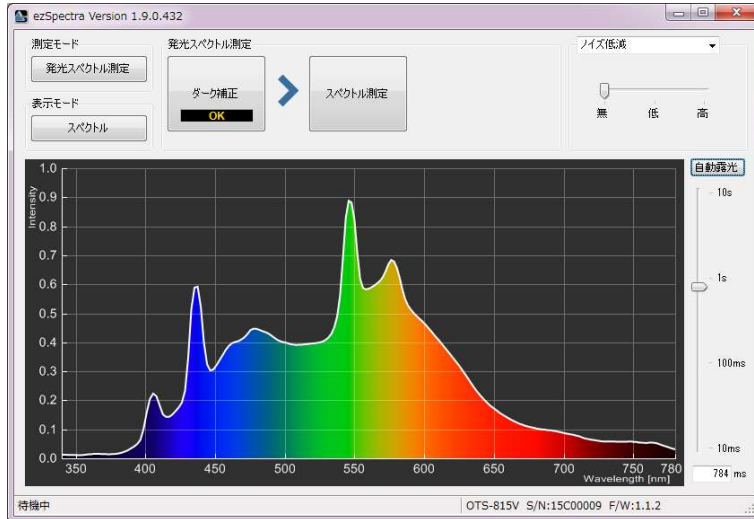 ezSpectra Version 1.9.0.432
測定モード
発光スペクトル測定
表示モード
スペクトル
発光スペクトル測定
ダーク補正
OK
スペクトル測定
ノイズ低減
無 低 高
自動露光
10s
1s
100ms
10ms
784 ms
Intensity
1.0
0.9
0.8
0.7
0.6
0.5
0.4
0.3
0.2
0.1
0.0
350 400 450 500 550 600 650 700 750 780
Wavelength [nm]
待機中
OTS-815V S/N:15C00009 F/W:1.1.2